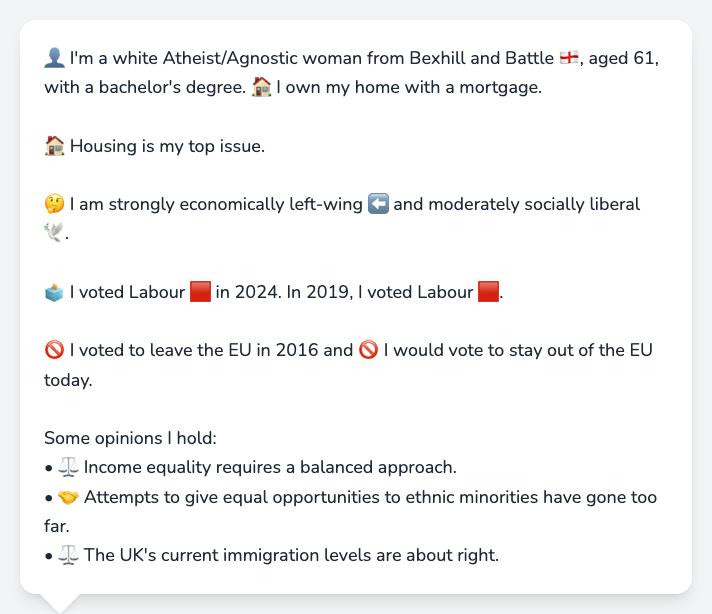 👤 I'm a white Atheist/Agnostic woman from Bexhill and Battle 🏴󠁧󠁢󠁥󠁮󠁧󠁿, aged 61,
with a bachelor's degree. 🏠 I own my home with a mortgage.
🏠 Housing is my top issue.
🤔 I am strongly economically left-wing ⬅️ and moderately socially liberal
🕊️.
🗳️ I voted Labour 🟥 in 2024. In 2019, I voted Labour 🟥.
🚫 I voted to leave the EU in 2016 and 🚫 I would vote to stay out of the EU
today.
Some opinions I hold:
• ⚖️ Income equality requires a balanced approach.
• 🤝 Attempts to give equal opportunities to ethnic minorities have gone too
far.
• ⚖️ The UK's current immigration levels are about right.